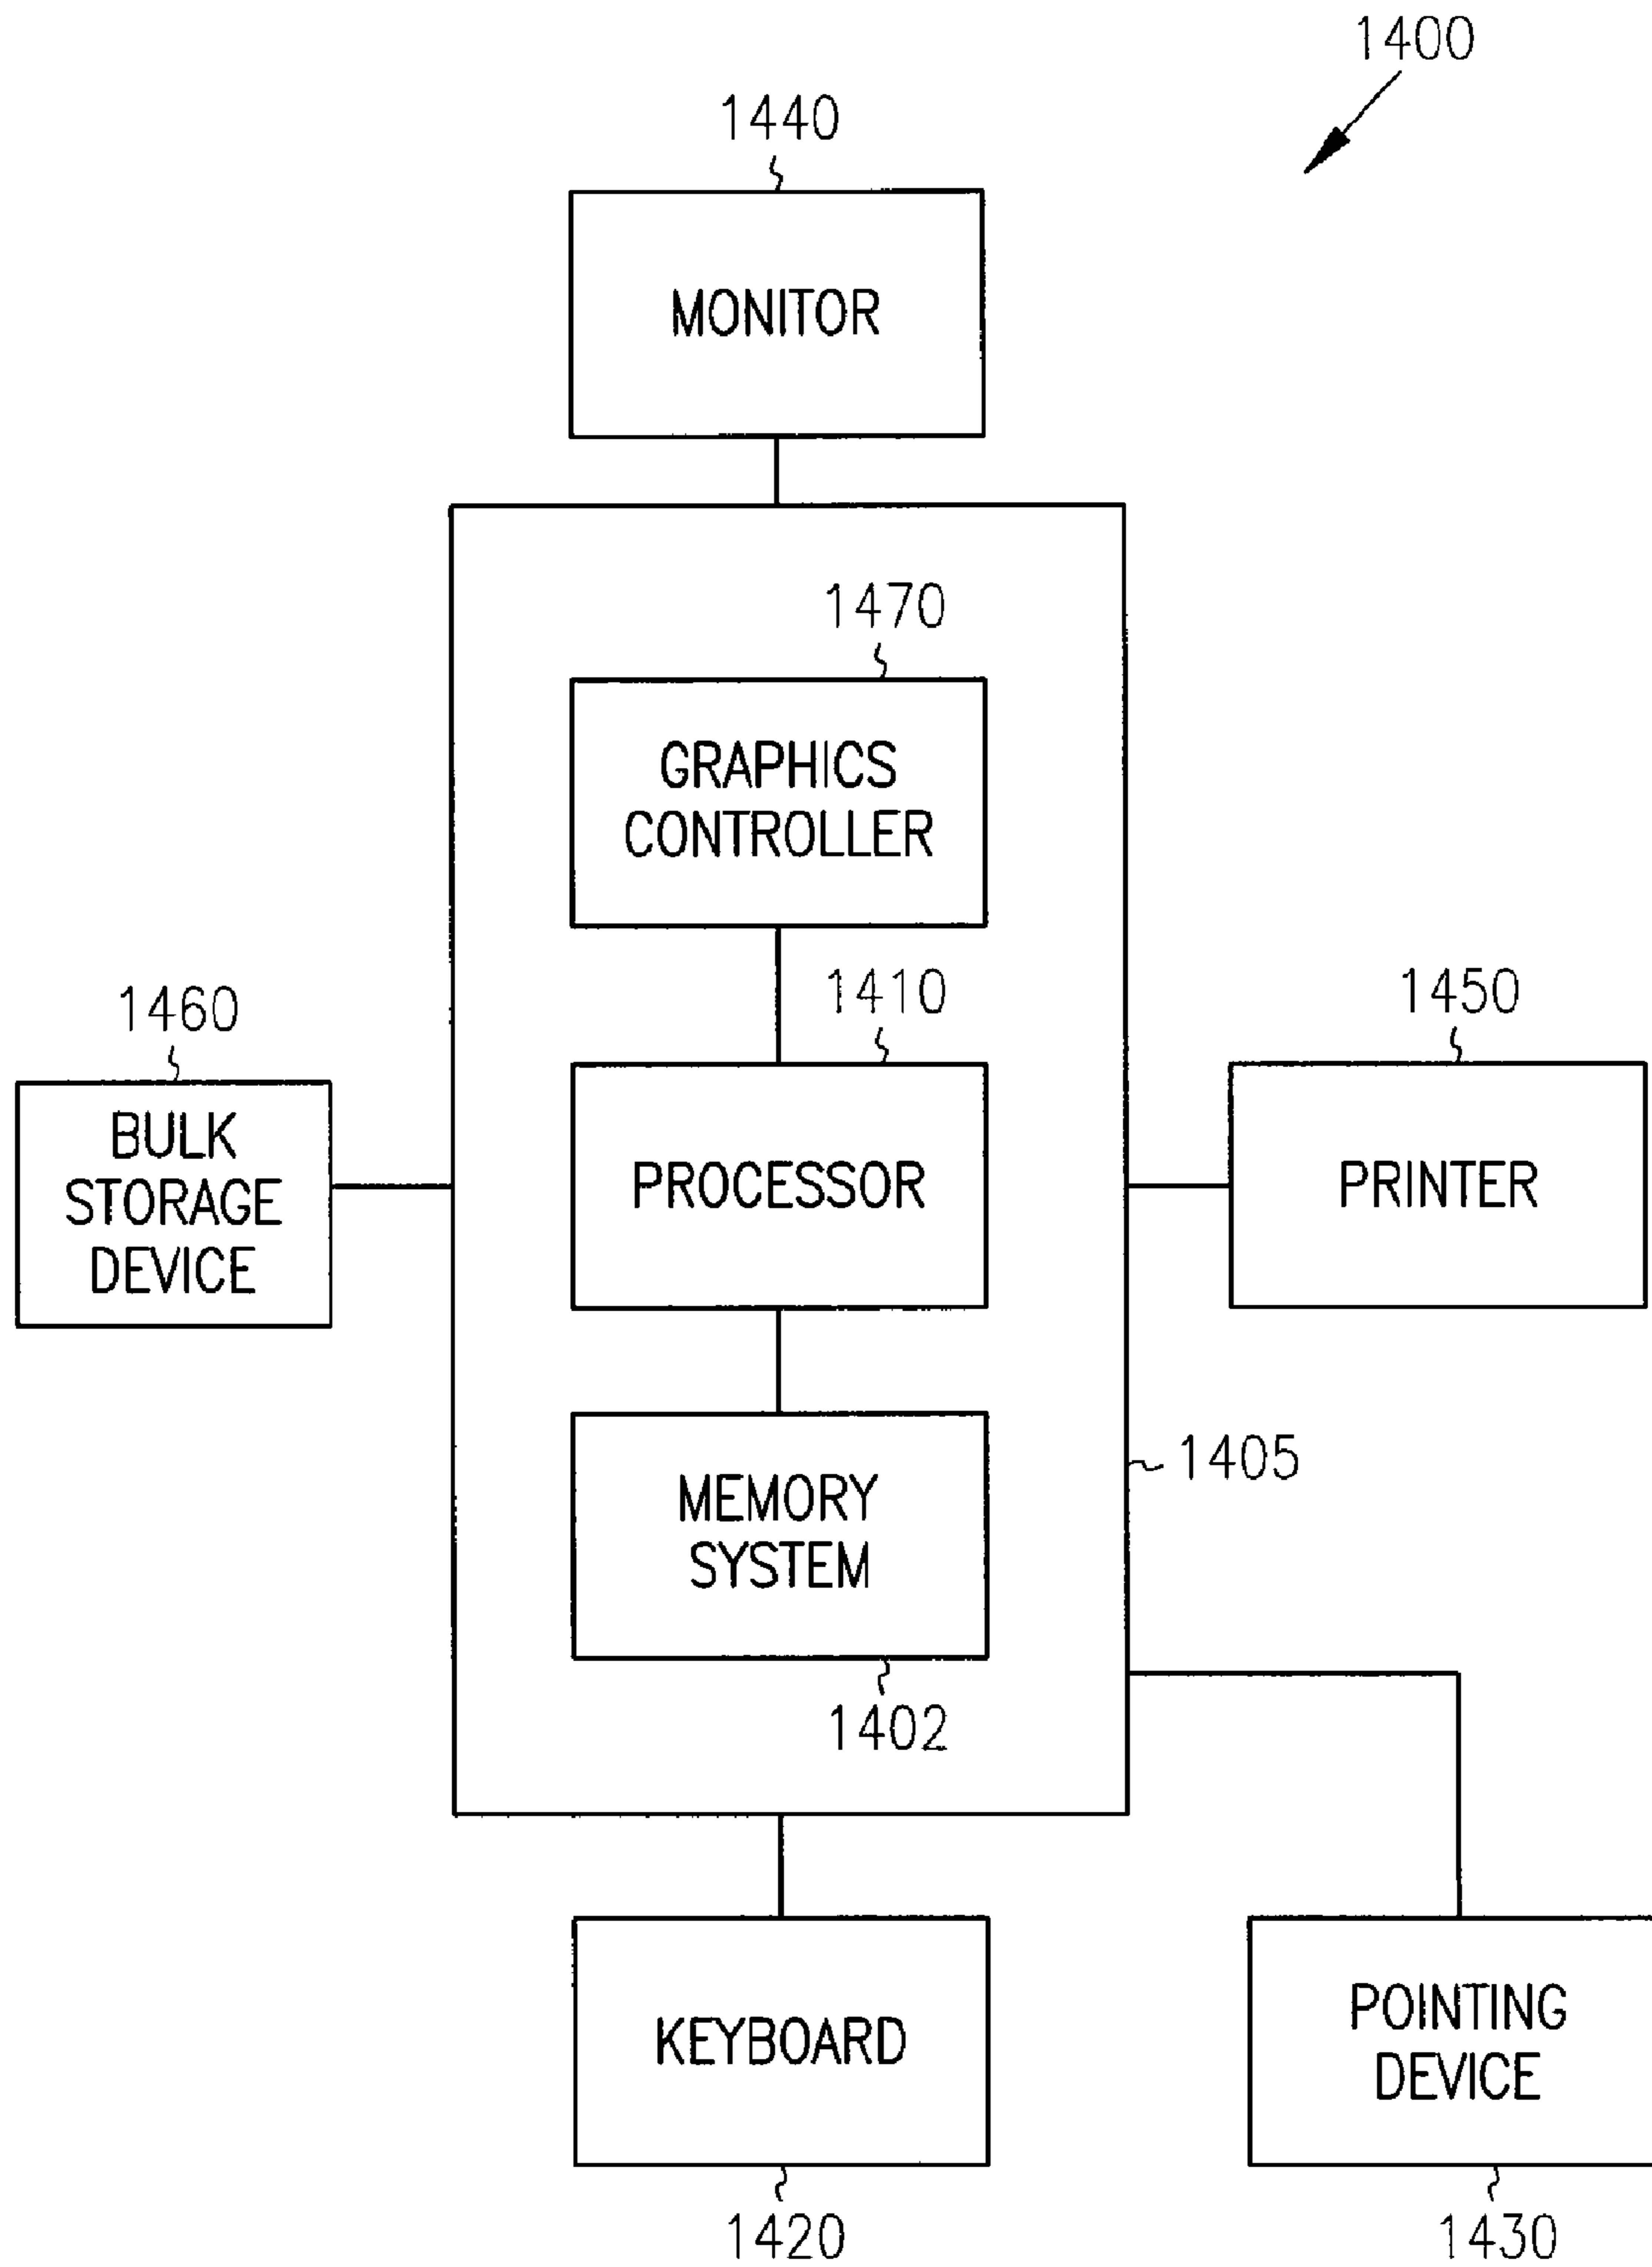 1400
1440
MONITOR
1470
GRAPHICS
CONTROLLER
1410
PROCESSOR
1460
BULK
STORAGE
DEVICE
1450
PRINTER
1405
MEMORY
SYSTEM
1402
KEYBOARD
1420
POINTING
DEVICE
1430